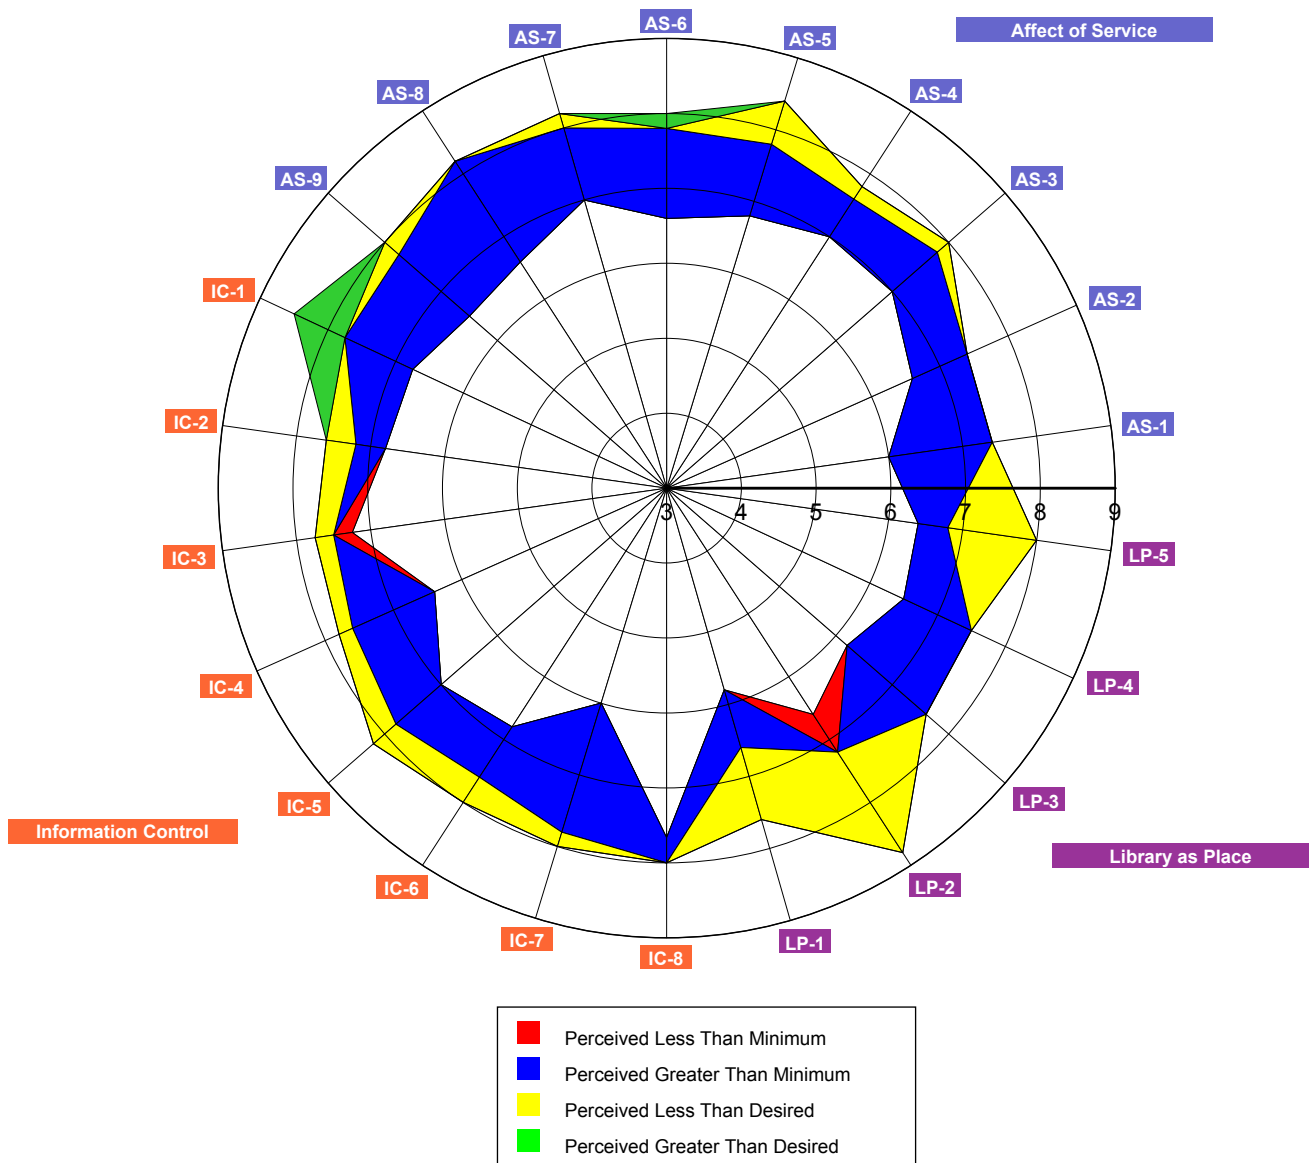 AS-6
Affect of Service
AS-7
AS-5
AS-8
AS-4
AS-9
AS-3
IC-1
AS-2
IC-2
AS-1
3 4 5 6 7 8 9
IC-3
LP-5
IC-4
LP-4
IC-5
LP-3
Information Control
Library as Place
IC-6
LP-2
IC-7
LP-1
IC-8
Perceived Less Than Minimum
Perceived Greater Than Minimum
Perceived Less Than Desired
Perceived Greater Than Desired